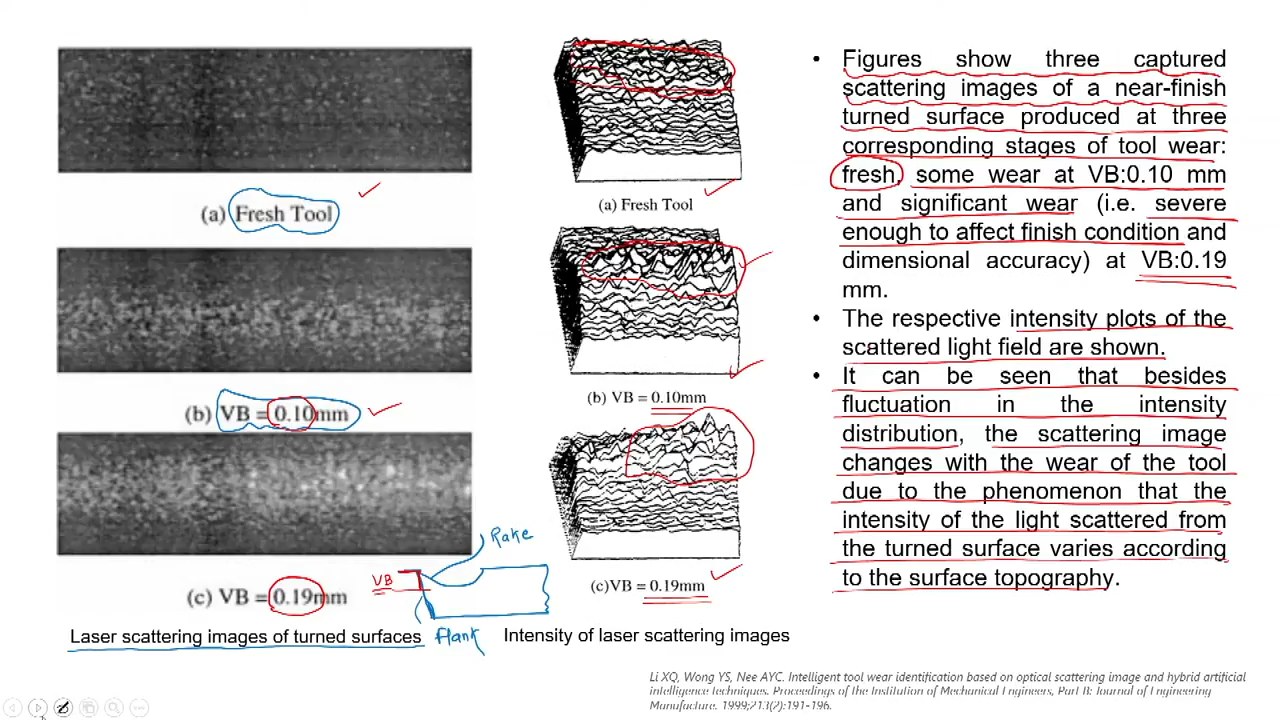 (a) Fresh Tool
(b) VB = 0.10mm
(c) VB = 0.19mm
Laser scattering images of turned surfaces
VB
Rake
Flank
(a) Fresh Tool
(b) VB = 0.10mm
(c)VB = 0.19mm
Intensity of laser scattering images
• Figures show three captured
scattering images of a near-finish
turned surface produced at three
corresponding stages of tool wear:
fresh, some wear at VB:0.10 mm
and significant wear (i.e. severe
enough to affect finish condition and
dimensional accuracy) at VB:0.19
mm.
• The respective intensity plots of the
scattered light field are shown.
• It can be seen that besides
fluctuation in the intensity
distribution, the scattering image
changes with the wear of the tool
due to the phenomenon that the
intensity of the light scattered from
the turned surface varies according
to the surface topography.
Li XQ, Wong YS, Nee AYC. Intelligent tool wear identification based on optical scattering image and hybrid artificial
intelligence techniques. Proceedings of the Institution of Mechanical Engineers, Part B: Journal of Engineering
Manufacture. 1999;213(2):191-196.